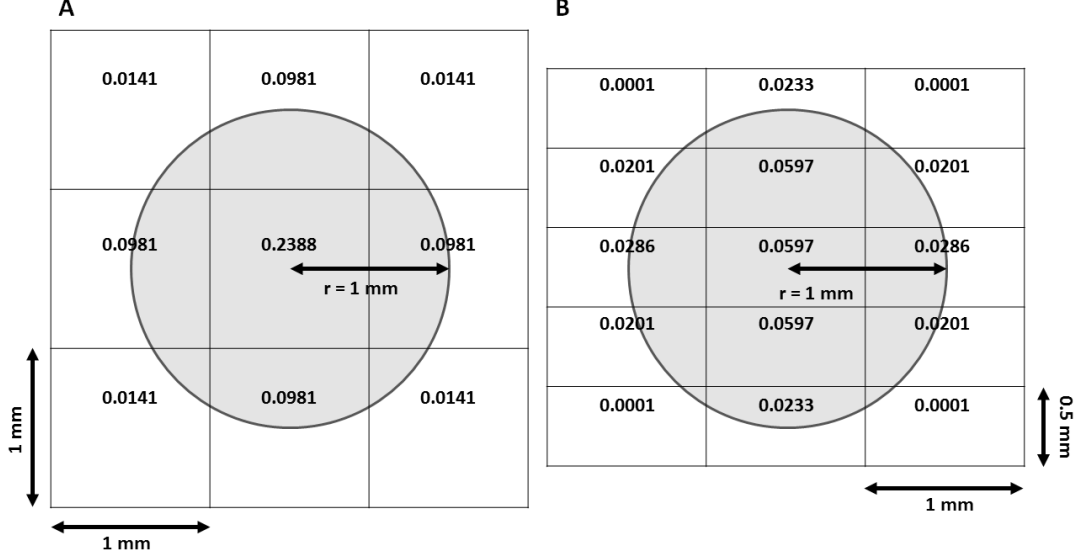 A
0.0141 0.0981 0.0141
0.0981 0.2388 0.0981
r = 1 mm
0.0141 0.0981 0.0141
1 mm
1 mm
B
0.0001 0.0233 0.0001
0.0201 0.0597 0.0201
0.0286 0.0597 0.0286
r = 1 mm
0.0201 0.0597 0.0201
0.0001 0.0233 0.0001
0.5 mm
1 mm